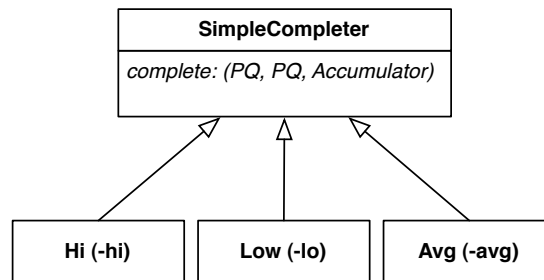 SimpleCompleter
complete: (PQ, PQ, Accumulator)
Hi (-hi)
Low (-lo)
Avg (-avg)